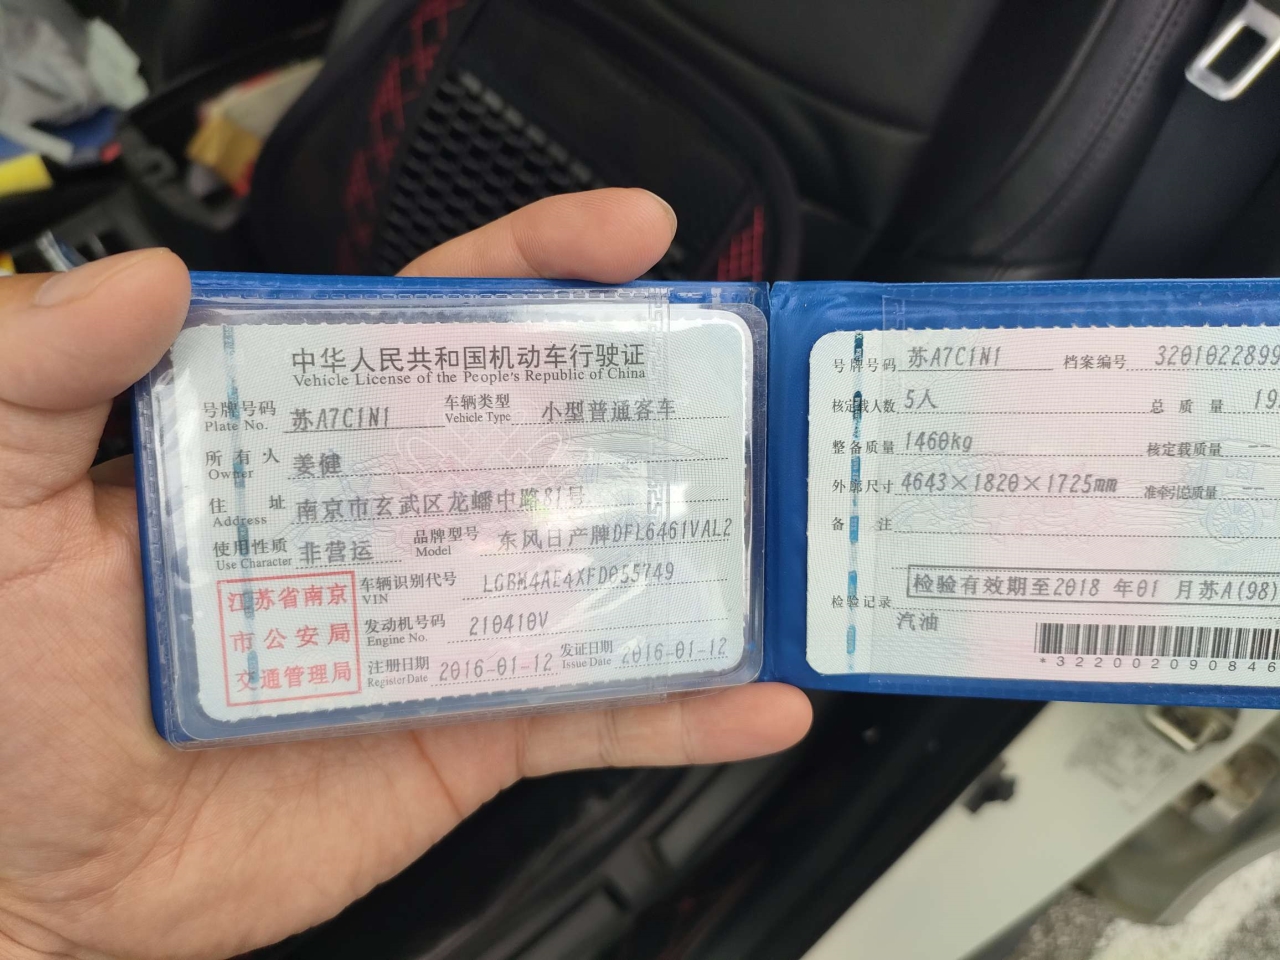 中华人民共和国机动车行驶证
Vehicle License of the People's Republic of China
号牌号码 Plate No. 苏A7C1N1 车辆类型 Vehicle Type 小型普通客车
所有人 Owner 姜健
住址 Address 南京市玄武区龙蟠中路81号
使用性质 Use Character 非营运 品牌型号 Model 东风日产牌DFL6461VAL2
江苏省南京
市公安局
交通管理局
车辆识别代号 VIN LGBM4AE4XFD055749
发动机号码 Engine No. 210410V
注册日期 Register Date 2016-01-12 发证日期 Issue Date 2016-01-12
号牌号码 苏A7C1N1 档案编号 3201022899
核定载人数 5人 总质量 19
整备质量 1460kg 核定载质量 --
外廓尺寸 4643×1820×1725mm 准牵引总质量
备注
检验记录 检验有效期至2018年01月苏A(98)
汽油
*322002090846